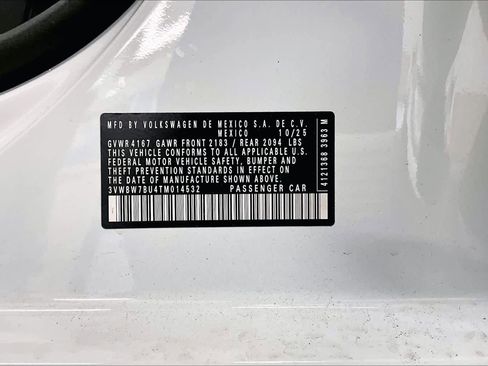 MFD BY VOLKSWAGEN DE MEXICO S.A. DE C.V.
MEXICO 10/25
GVWR4167 GAWR FRONT 2183 / REAR 2094 LBS
THIS VEHICLE CONFORMS TO ALL APPLICABLE U.S.
FEDERAL MOTOR VEHICLE SAFETY, BUMPER AND
THEFT PREVENTION STANDARDS IN EFFECT ON
THE DATE OF MANUFACTURE SHOWN ABOVE.
3VWBW7BU4TM014532 PASSENGER CAR
4121368 3963 M